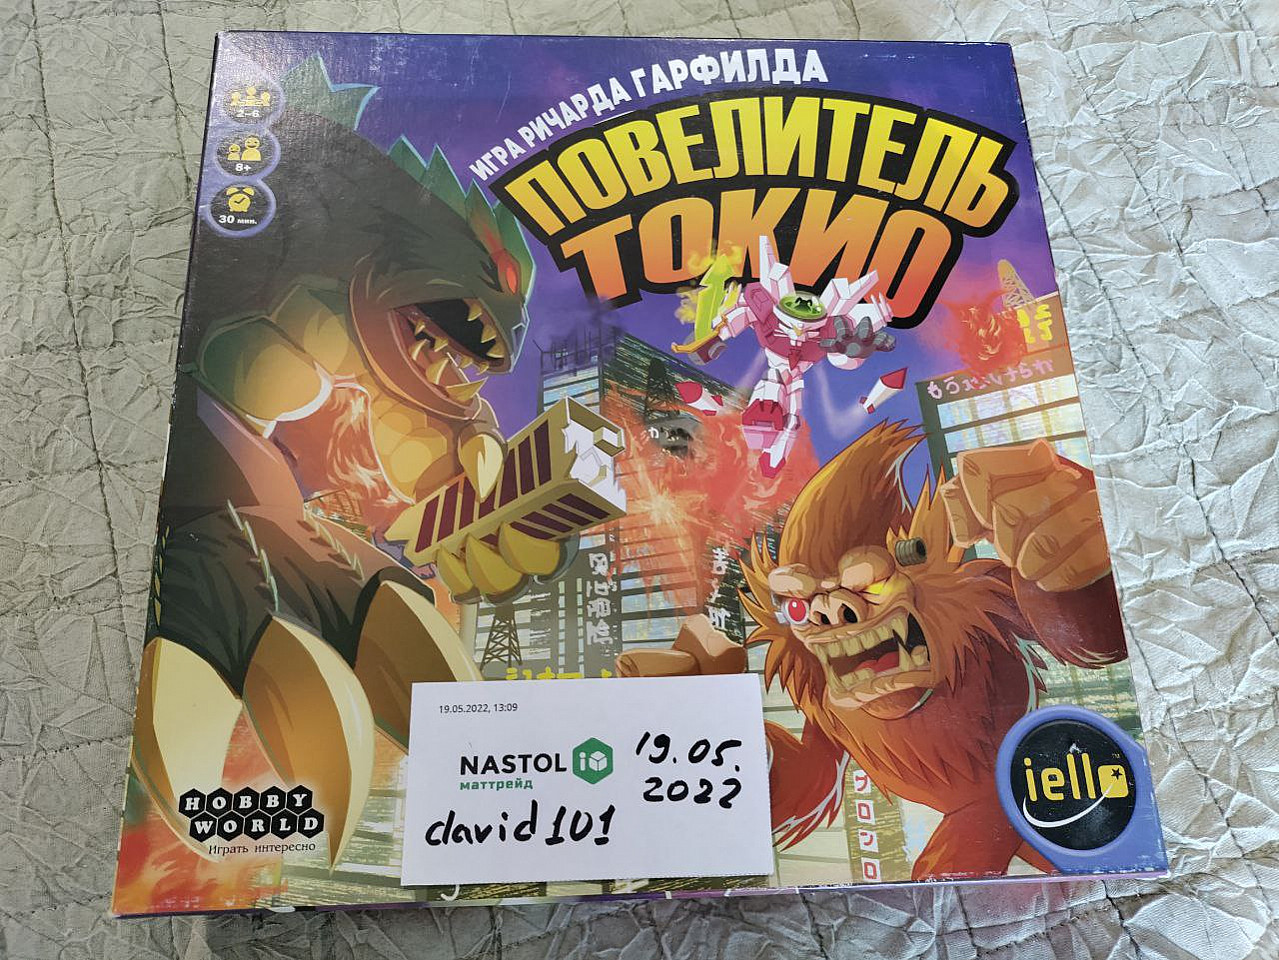 ИГРА РИЧАРДА ГАРФИЛДА
ПОВЕЛИТЕЛЬ
ТОКИО
2–6
8+
30 мин.
19.05.2022, 13:09
NASTOL iO
маттрейд
19.05.
2022
david101
HOBBY
WORLD
Играть интересно
iello
TM